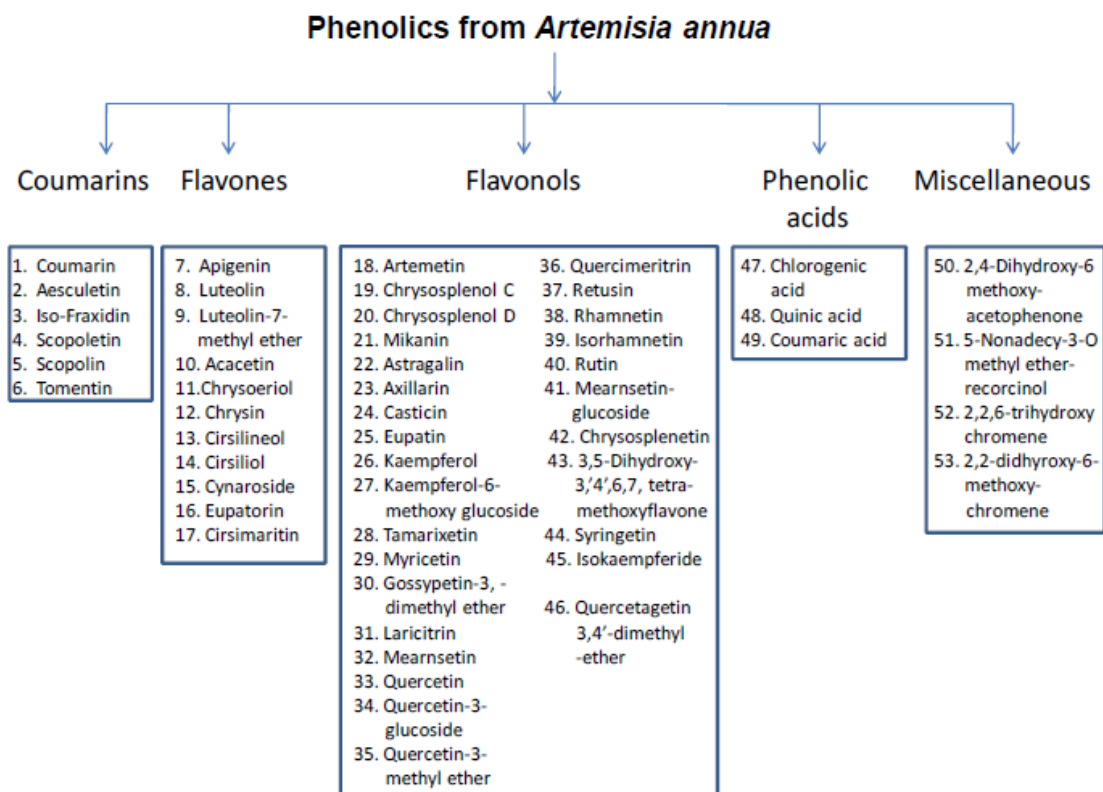 Phenolics from Artemisia annua
Coumarins
Flavones
Flavonols
Phenolic
acids
Miscellaneous
1. Coumarin
2. Aesculetin
3. Iso-Fraxidin
4. Scopoletin
5. Scopolin
6. Tomentin
7. Apigenin
8. Luteolin
9. Luteolin-7-
methyl ether
10. Acacetin
11.Chrysoeriol
12. Chrysin
13. Cirsilineol
14. Cirsiliol
15. Cynaroside
16. Eupatorin
17. Cirsimaritin
18. Artemetin
19. Chrysosplenol C
20. Chrysosplenol D
21. Mikanin
22. Astragalin
23. Axillarin
24. Casticin
25. Eupatin
26. Kaempferol
27. Kaempferol-6-
methoxy glucoside
28. Tamarixetin
29. Myricetin
30. Gossypetin-3, -
dimethyl ether
31. Laricitrin
32. Mearnsetin
33. Quercetin
34. Quercetin-3-
glucoside
35. Quercetin-3-
methyl ether
36. Quercimeritrin
37. Retusin
38. Rhamnetin
39. Isorhamnetin
40. Rutin
41. Mearnsetin-
glucoside
42. Chrysosplenetin
43. 3,5-Dihydroxy-
3,'4',6,7, tetra-
methoxyflavone
44. Syringetin
45. Isokaempferide
46. Quercetagetin
3,4'-dimethyl
-ether
47. Chlorogenic
acid
48. Quinic acid
49. Coumaric acid
50. 2,4-Dihydroxy-6
methoxy-
acetophenone
51. 5-Nonadecy-3-O
methyl ether-
recorcinol
52. 2,2,6-trihydroxy
chromene
53. 2,2-didhyroxy-6-
methoxy-
chromene